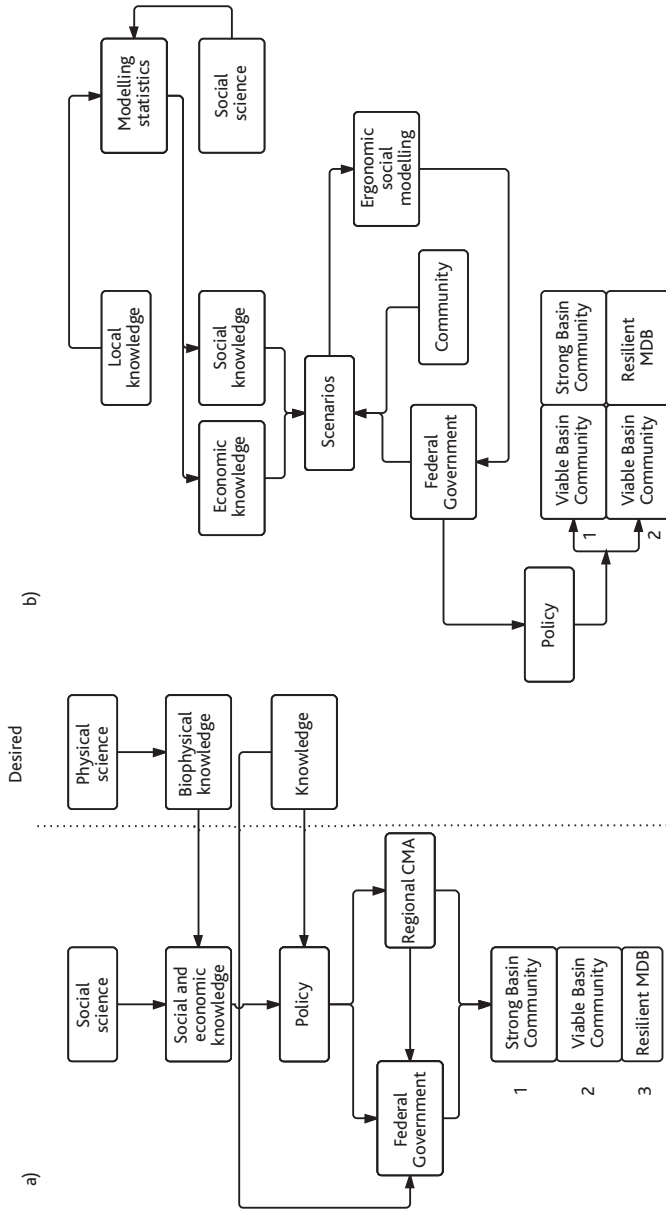 a)
Desired
Social
science
Physical
science
Social and
economic
knowledge
Biophysical
knowledge
Policy
Knowledge
Federal
Government
Regional CMA
1
Strong Basin
Community
2
Viable Basin
Community
3
Resilient MDB
b)
Local
knowledge
Modelling
statistics
Economic
knowledge
Social
knowledge
Social
science
Scenarios
Ergonomic
social
modelling
Federal
Government
Community
Policy
1
Viable Basin
Community
Strong Basin
Community
2
Viable Basin
Community
Resilient
MDB